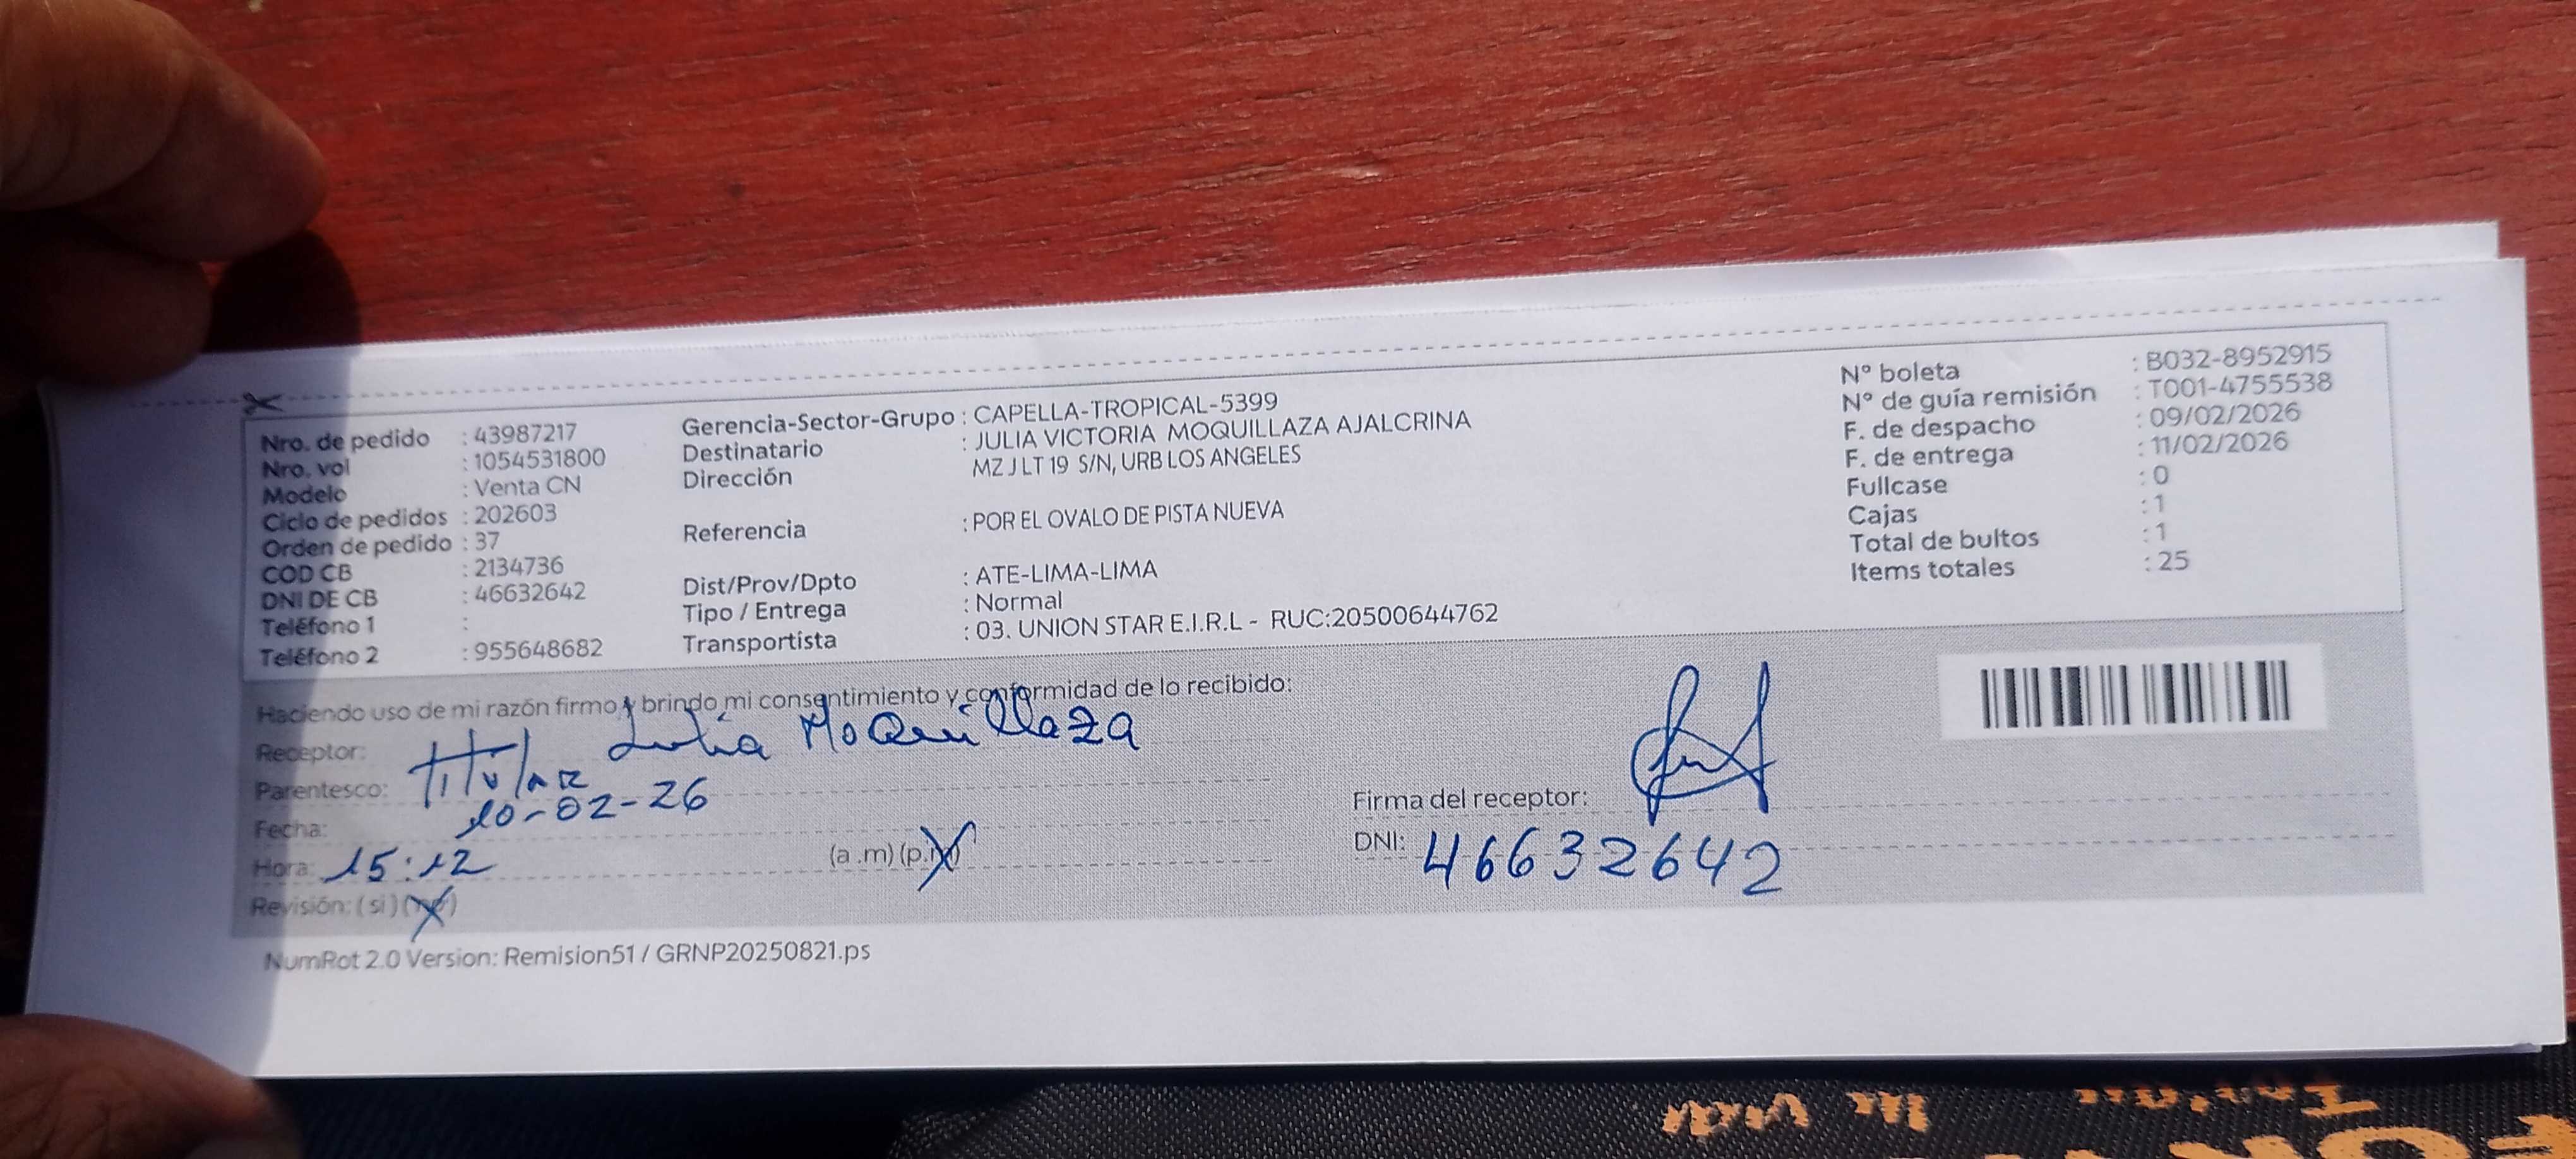 Nro. de pedido : 43987217
Nro. vol : 1054531800
Modelo : Venta CN
Ciclo de pedidos : 202603
Orden de pedido : 37
COD CB : 2134736
DNI DE CB : 46632642
Teléfono 1 :
Teléfono 2 : 955648682
Gerencia-Sector-Grupo : CAPELLA-TROPICAL-5399
Destinatario : JULIA VICTORIA MOQUILLAZA AJALCRINA
Dirección MZ J LT 19 S/N, URB LOS ANGELES
Referencia : POR EL OVALO DE PISTA NUEVA
Dist/Prov/Dpto : ATE-LIMA-LIMA
Tipo / Entrega : Normal
Transportista : 03. UNION STAR E.I.R.L - RUC:20500644762
N° boleta : B032-8952915
N° de guía remisión : T001-4755538
F. de despacho : 09/02/2026
F. de entrega : 11/02/2026
Fullcase : 0
Cajas : 1
Total de bultos : 1
Items totales : 25
Haciendo uso de mi razón firmo y brindo mi consentimiento y conformidad de lo recibido:
Receptor: Julia Moquillaza
Parentesco: Titular
Fecha: 10-02-26
Hora: 15:12 (a.m) (p.m)
Revisión: (si) (no)
Firma del receptor:
DNI: 46632642
NumRot 2.0 Version: Remision51 / GRNP20250821.ps